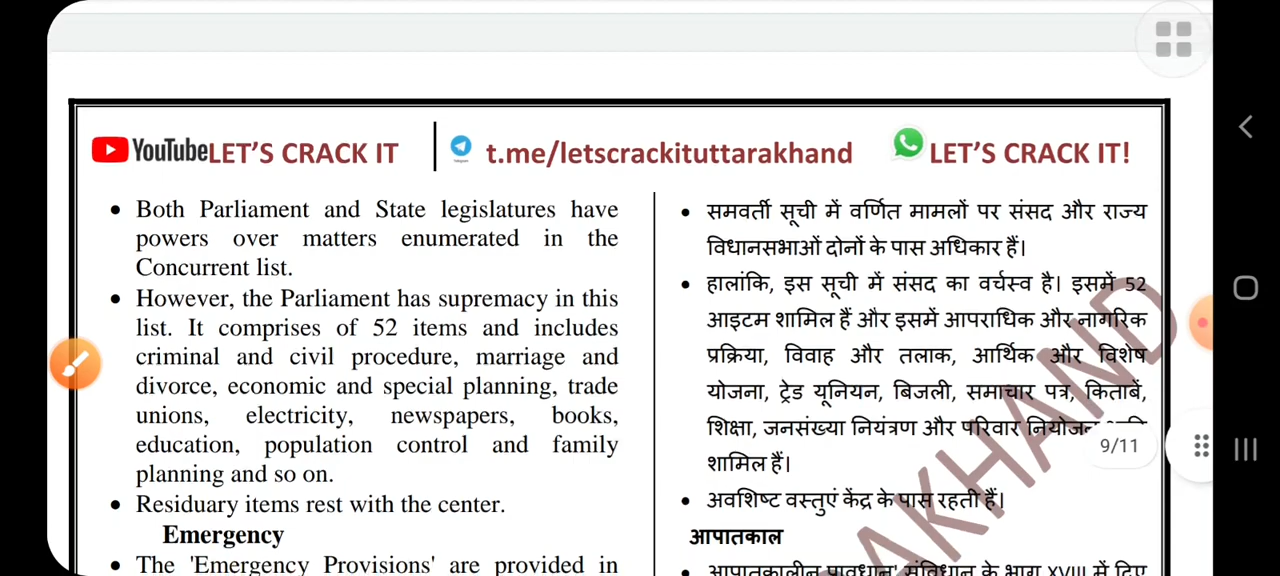 YouTube LET'S CRACK IT
t.me/letscrackituttarakhand
LET'S CRACK IT!
• Both Parliament and State legislatures have
powers over matters enumerated in the
Concurrent list.
• However, the Parliament has supremacy in this
list. It comprises of 52 items and includes
criminal and civil procedure, marriage and
divorce, economic and special planning, trade
unions, electricity, newspapers, books,
education, population control and family
planning and so on.
• Residuary items rest with the center.
Emergency
• The 'Emergency Provisions' are provided in
• समवर्ती सूची में वर्णित मामलों पर संसद और राज्य
विधानसभाओं दोनों के पास अधिकार हैं।
• हालांकि, इस सूची में संसद का वर्चस्व है। इसमें 52
आइटम शामिल हैं और इसमें आपराधिक और नागरिक
प्रक्रिया, विवाह और तलाक, आर्थिक और विशेष
योजना, ट्रेड यूनियन, बिजली, समाचार पत्र, किताबें,
शिक्षा, जनसंख्या नियंत्रण और परिवार नियोजन
शामिल हैं।
• अवशिष्ट वस्तुएं केंद्र के पास रहती हैं।
आपातकाल
• आपातकालीन प्रावधान' संविधान के भाग XVIII में दिए
9/11
AKHAND